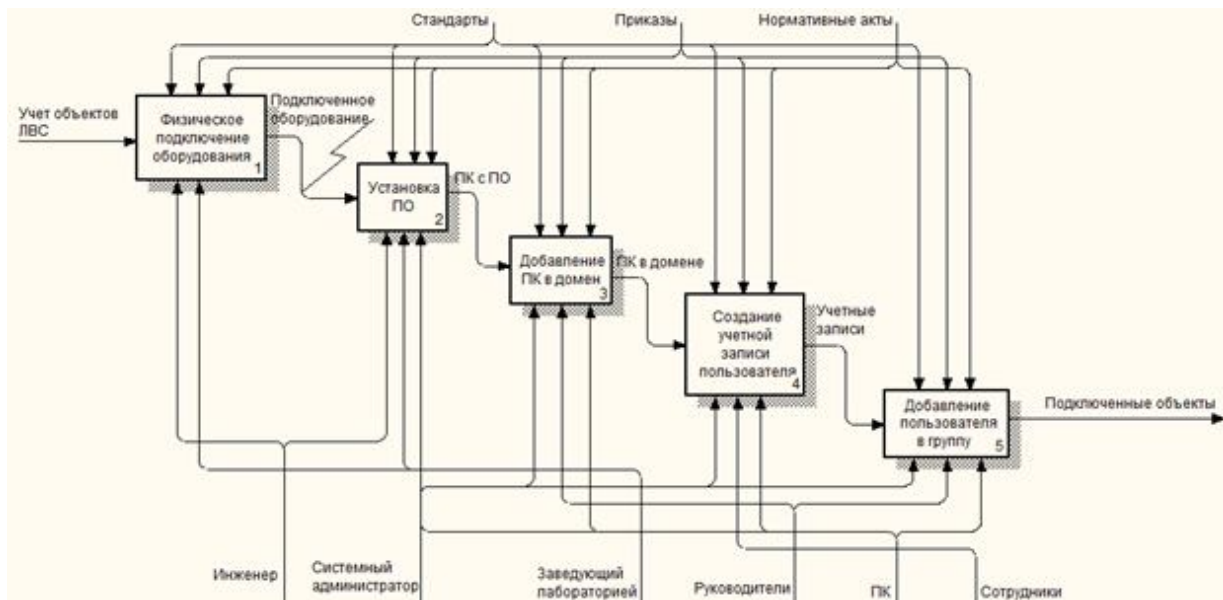 Стандарты
Приказы
Нормативные акты
Учет объектов
ЛВС
Физическое
подключение
оборудования
1
Подключенное
оборудование
Установка
ПО
2
ПК с ПО
Добавление
ПК в домен
3
ПК в домене
Создание
учетной
записи
пользователя
4
Учетные
записи
Добавление
пользователя
в группу
5
Подключенные объекты
Инженер
Системный
администратор
Заведующий
лабораторией
Руководители
ПК
Сотрудники